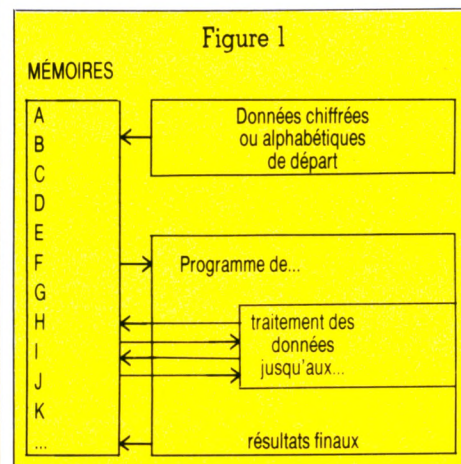 Figure 1
MÉMOIRES
A
B
C
D
E
F
G
H
I
J
K
...
Données chiffrées
ou alphabétiques
de départ
Programme de...
traitement des
données
jusqu'aux...
résultats finaux